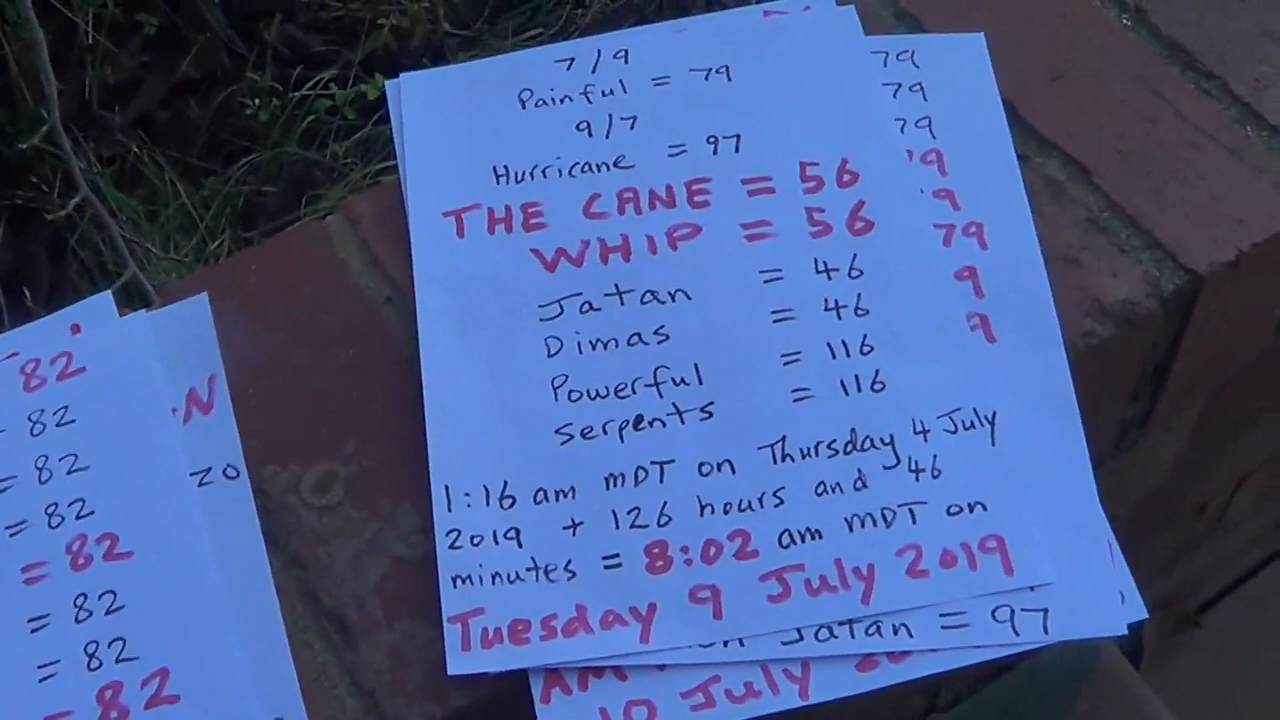 7/9
Painful = 79
9/7
Hurricane = 97
THE CANE = 56
WHIP = 56
Jatan = 46
Dimas = 46
Powerful = 116
serpents = 116
1:16 am MDT on Thursday 4 July
2019 + 126 hours and 46
minutes = 8:02 am MDT on
Tuesday 9 July 2019
79
79
79
9
9
79
9
9
Jatan = 97
10 July
82
82
= 82
= 82
= 82
= 82
= 82
82
N
20